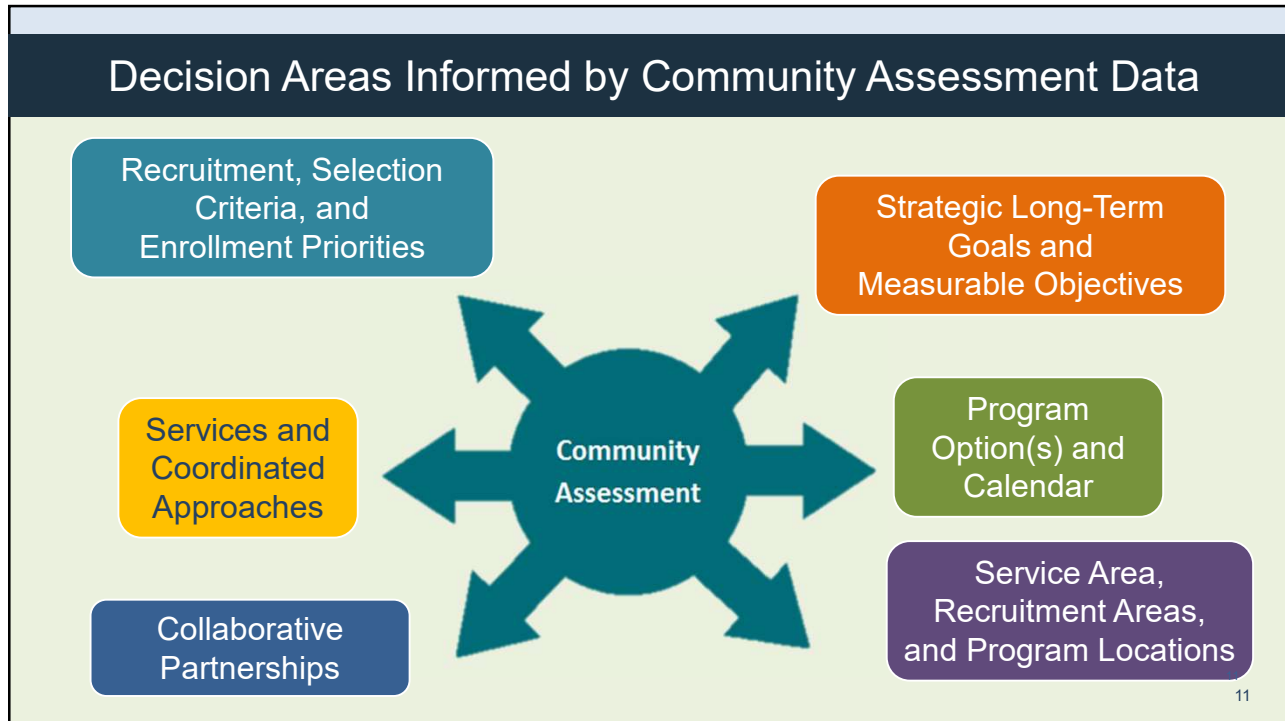 Decision Areas Informed by Community Assessment Data
Recruitment, Selection
Criteria, and
Enrollment Priorities
Strategic Long-Term
Goals and
Measurable Objectives
Services and
Coordinated
Approaches
Community
Assessment
Program
Option(s) and
Calendar
Collaborative
Partnerships
Service Area,
Recruitment Areas,
and Program Locations
11